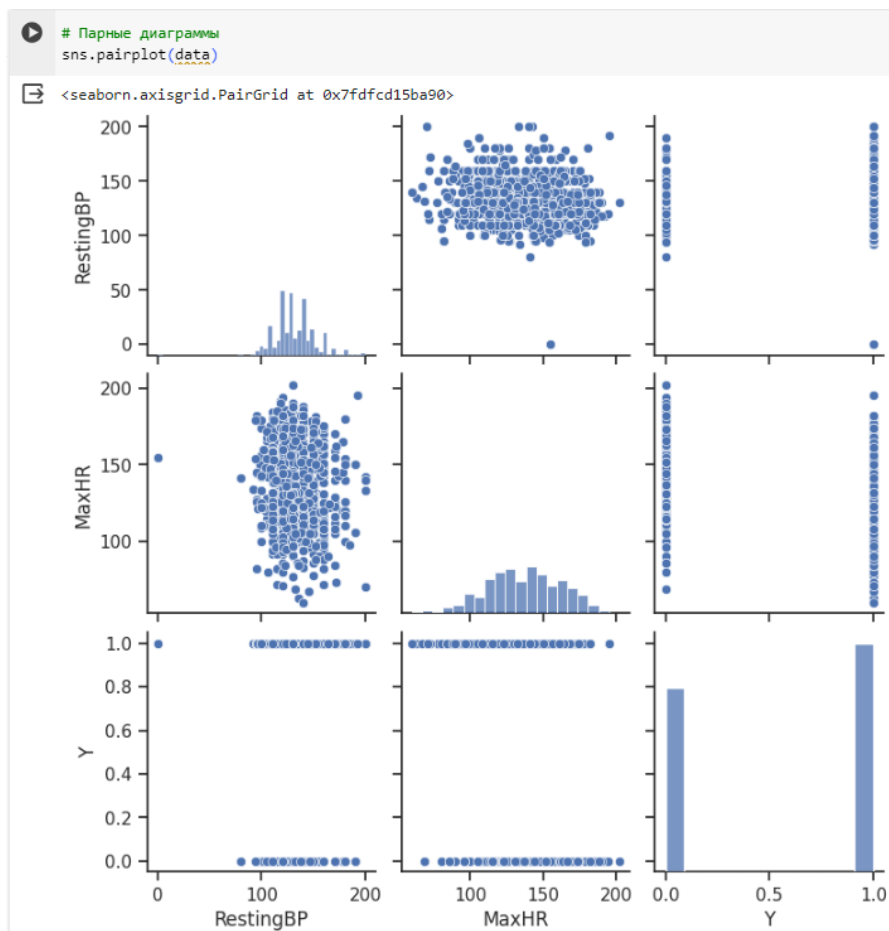 # Парные диаграммы
sns.pairplot(data)
<seaborn.axisgrid.PairGrid at 0x7fdfcd15ba90>
200
150
100
50
0
RestingBP
200
150
100
MaxHR
1.0
0.8
0.6
0.4
0.2
0.0
Y
0 100 200
RestingBP
100 150 200
MaxHR
0.0 0.5 1.0
Y